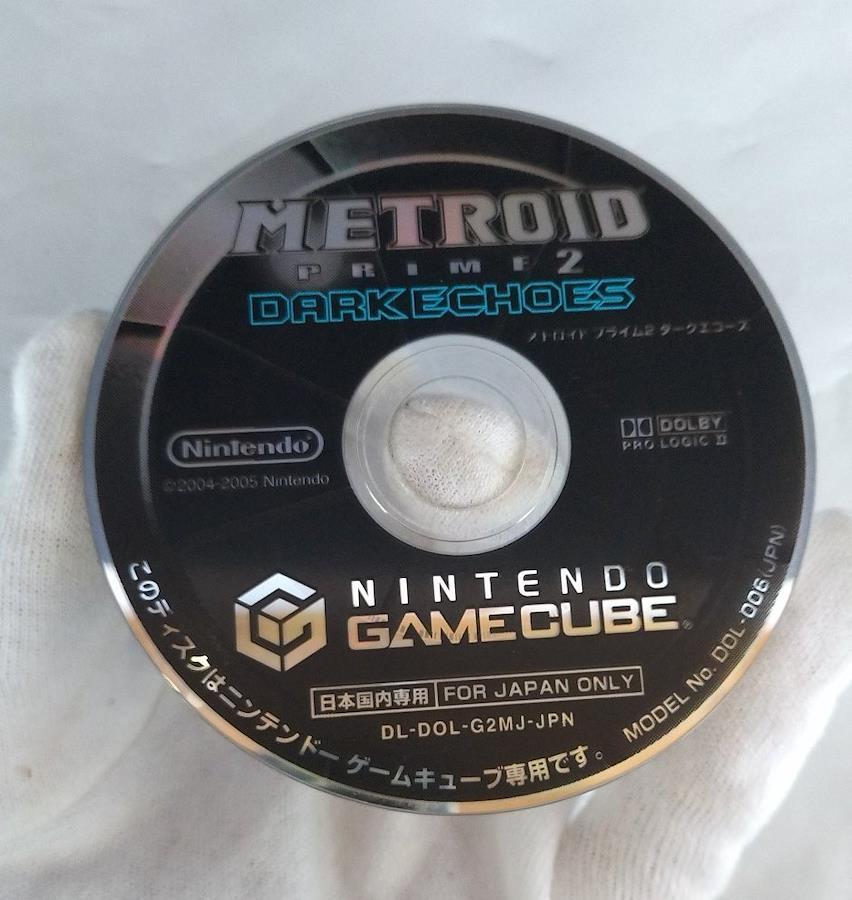 METROID
PRIME 2
DARK ECHOES
メトロイド プライム2 ダークエコーズ
Nintendo®
©2004-2005 Nintendo
DOLBY
PRO LOGIC II
NINTENDO
GAMECUBE®
日本国内専用 FOR JAPAN ONLY
DL-DOL-G2MJ-JPN
このディスクはニンテンドー ゲームキューブ専用です。
MODEL No. DOL-006(JPN)